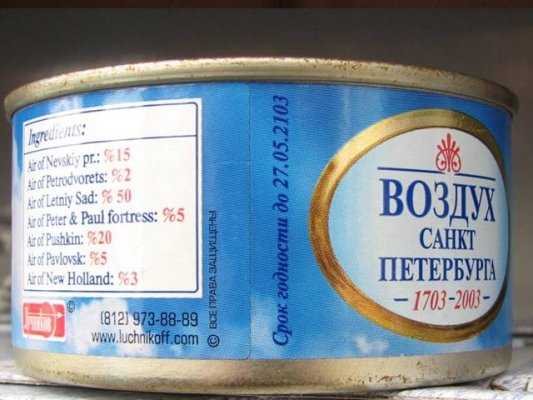 Ingredients:
Air of Nevskiy pr.: %15
Air of Petrodvorets: %2
Air of Letniy Sad: % 50
Air of Peter & Paul fortress: %5
Air of Pushkin: %20
Air of Pavlovsk: %5
Air of New Holland: %3
©
(812) 973-88-89
www.luchnikoff.com
© ВСЕ ПРАВА ЗАЩИЩЕНЫ
Срок годности до 27.05.2103
ВОЗДУХ
САНКТ
ПЕТЕРБУРГА
- 1703-2003 -